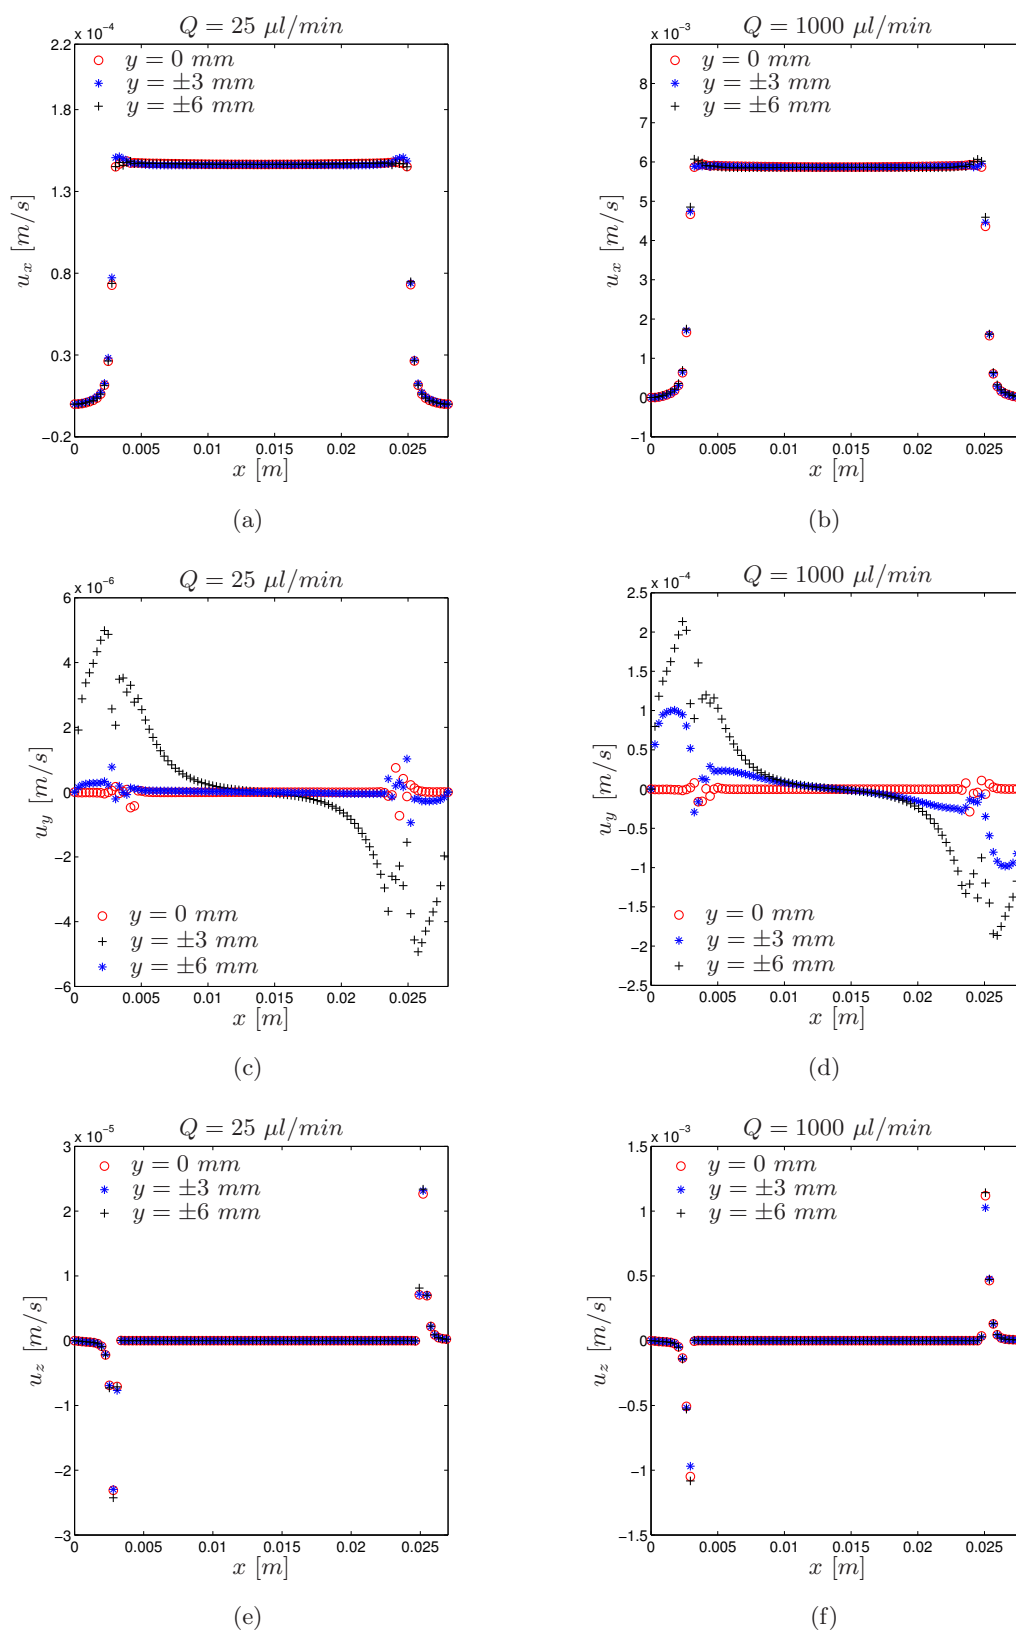 Q = 25 μl/min
x 10⁻⁴
2.2
1.8
1.3
0.8
0.3
−0.2
0 0.005 0.01 0.015 0.02 0.025
u_x [m/s]
x [m]
y = 0 mm
y = ±3 mm
y = ±6 mm
(a)
Q = 1000 μl/min
x 10⁻³
9
8
7
6
5
4
3
2
1
0
−1
0 0.005 0.01 0.015 0.02 0.025
u_x [m/s]
x [m]
y = 0 mm
y = ±3 mm
y = ±6 mm
(b)
Q = 25 μl/min
x 10⁻⁶
6
4
2
0
−2
−4
−6
0 0.005 0.01 0.015 0.02 0.025
u_y [m/s]
x [m]
y = 0 mm
y = ±3 mm
y = ±6 mm
(c)
Q = 1000 μl/min
x 10⁻⁴
2.5
2
1.5
1
0.5
0
−0.5
−1
−1.5
−2
−2.5
0 0.005 0.01 0.015 0.02 0.025
u_y [m/s]
x [m]
y = 0 mm
y = ±3 mm
y = ±6 mm
(d)
Q = 25 μl/min
x 10⁻⁵
3
2
1
0
−1
−2
−3
0 0.005 0.01 0.015 0.02 0.025
u_z [m/s]
x [m]
y = 0 mm
y = ±3 mm
y = ±6 mm
(e)
Q = 1000 μl/min
x 10⁻³
1.5
1
0.5
0
−0.5
−1
−1.5
0 0.005 0.01 0.015 0.02 0.025
u_z [m/s]
x [m]
y = 0 mm
y = ±3 mm
y = ±6 mm
(f)